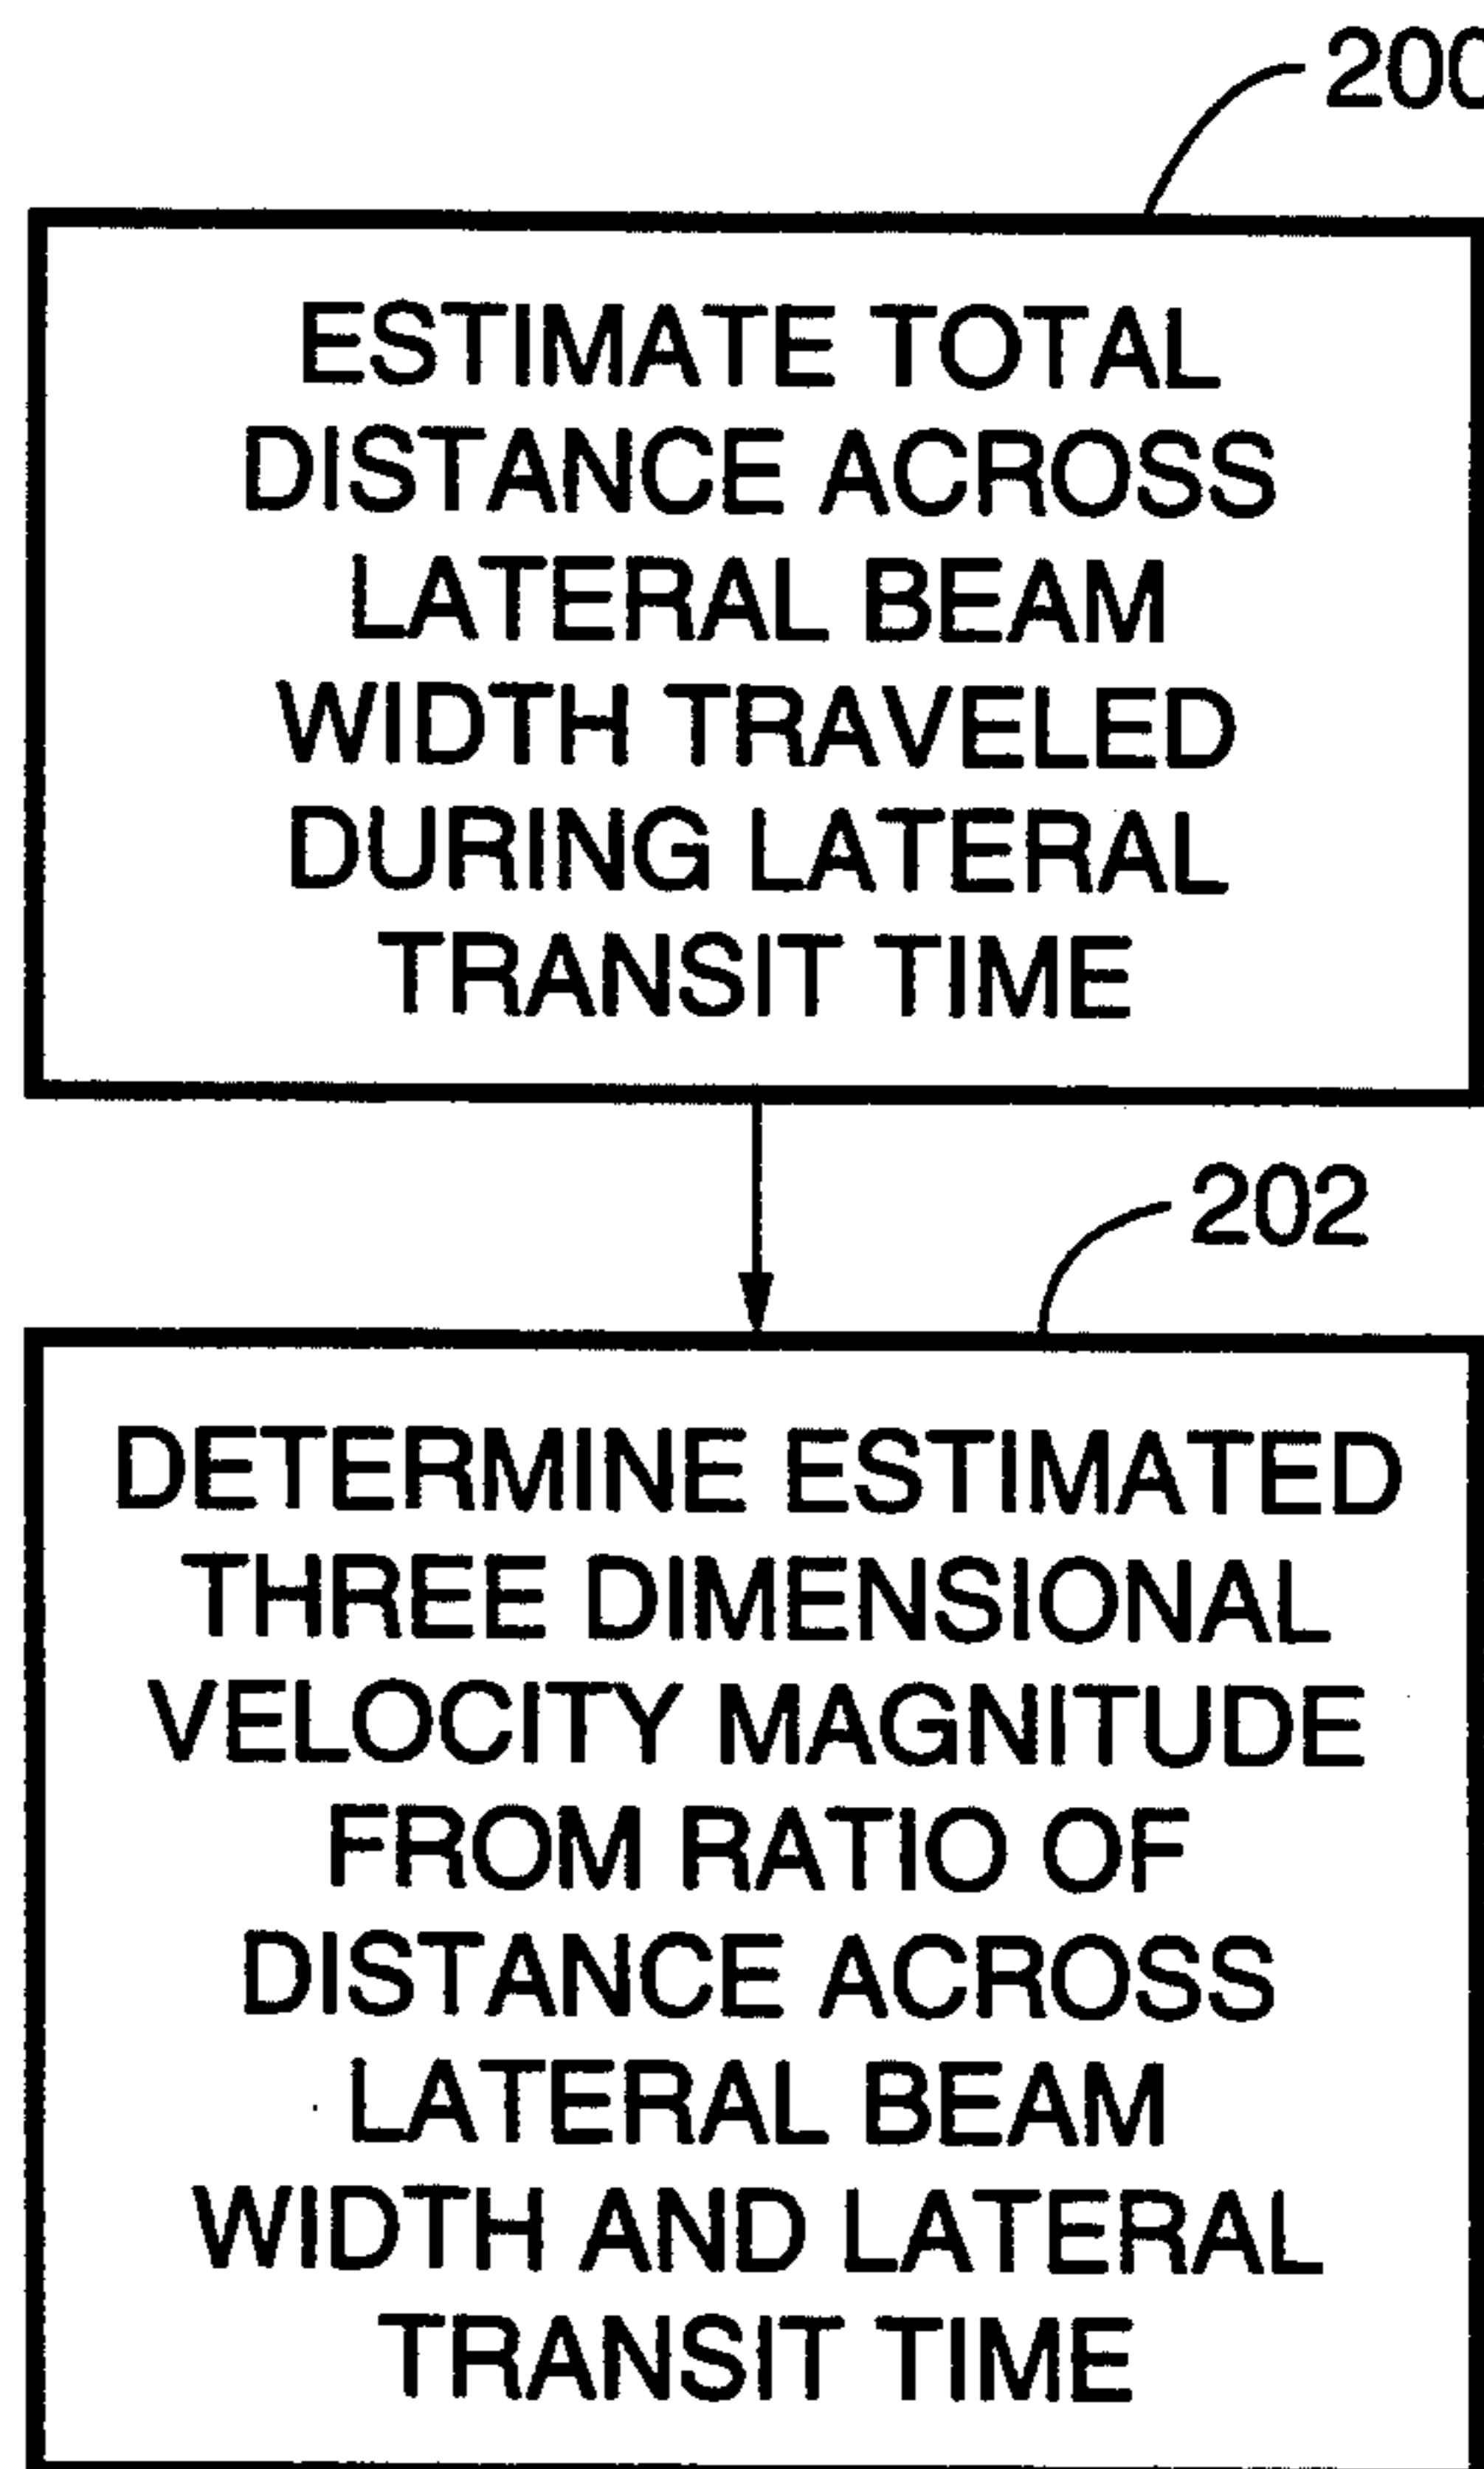 200
ESTIMATE TOTAL
DISTANCE ACROSS
LATERAL BEAM
WIDTH TRAVELED
DURING LATERAL
TRANSIT TIME
202
DETERMINE ESTIMATED
THREE DIMENSIONAL
VELOCITY MAGNITUDE
FROM RATIO OF
DISTANCE ACROSS
LATERAL BEAM
WIDTH AND LATERAL
TRANSIT TIME